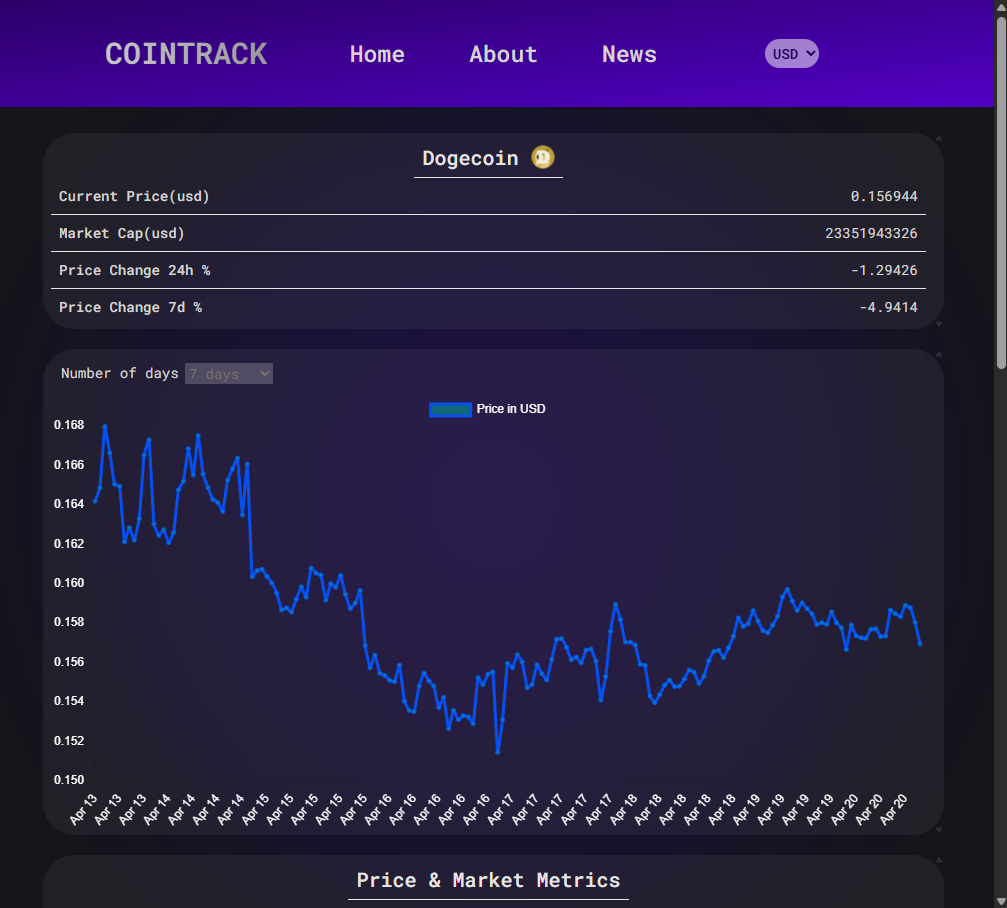 COINTRACK Home About News USD
Dogecoin
Current Price(usd) 0.156944
Market Cap(usd) 23351943326
Price Change 24h % -1.29426
Price Change 7d % -4.9414
Number of days 7 days
Price in USD
0.168
0.166
0.164
0.162
0.160
0.158
0.156
0.154
0.152
0.150
Apr 13 Apr 13 Apr 13 Apr 14 Apr 14 Apr 14 Apr 14 Apr 15 Apr 15 Apr 15 Apr 15 Apr 15 Apr 16 Apr 16 Apr 16 Apr 16 Apr 16 Apr 17 Apr 17 Apr 17 Apr 17 Apr 17 Apr 18 Apr 18 Apr 18 Apr 18 Apr 18 Apr 19 Apr 19 Apr 19 Apr 19 Apr 20 Apr 20 Apr 20
Price & Market Metrics